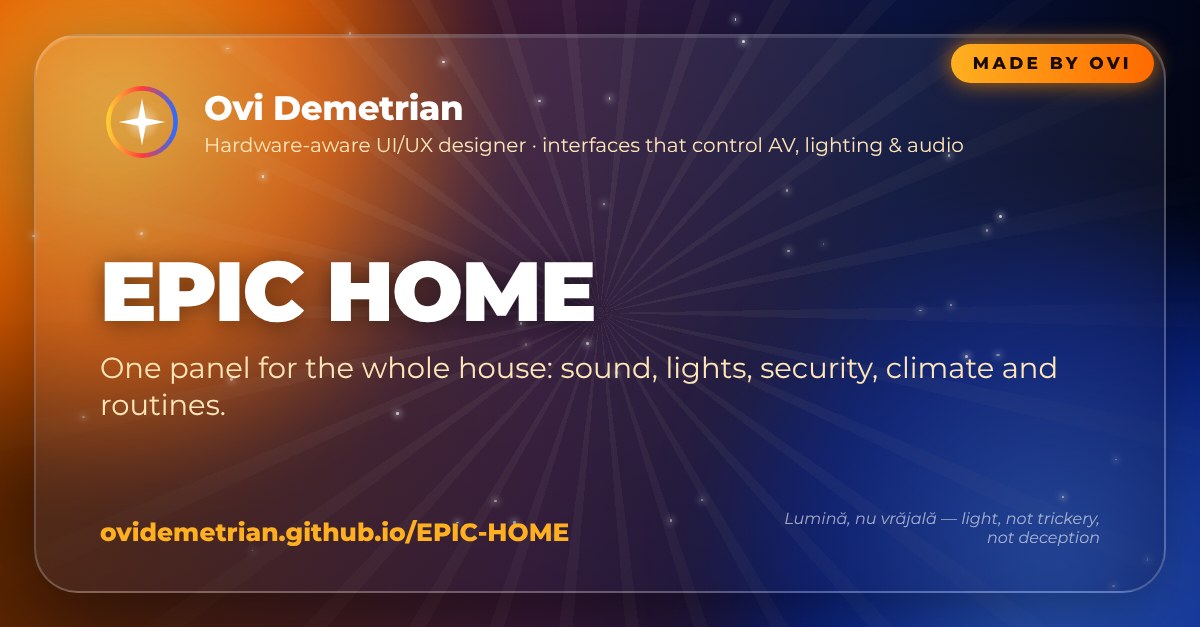 MADE BY OVI
Ovi Demetrian
Hardware-aware UI/UX designer · interfaces that control AV, lighting & audio
EPIC HOME
One panel for the whole house: sound, lights, security, climate and
routines.
ovidemetrian.github.io/EPIC-HOME
Lumină, nu vrăjală — light, not trickery,
not deception